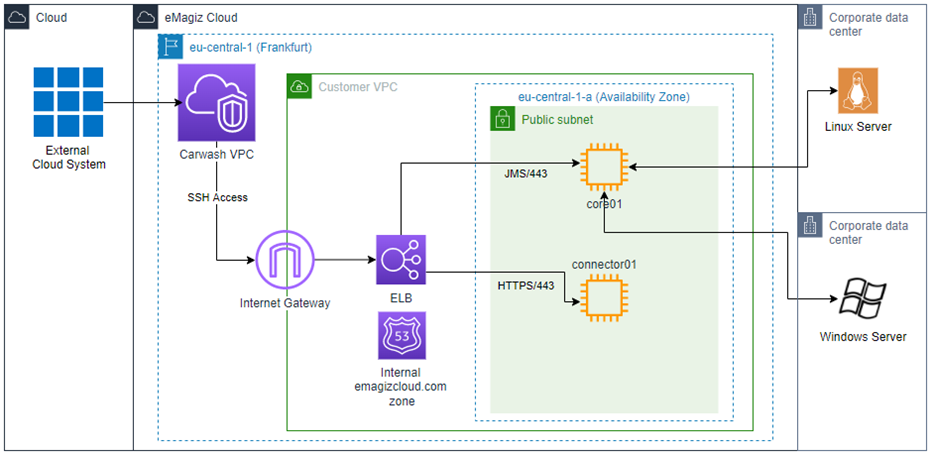 Cloud
eMagiz Cloud
Corporate data
center
eu-central-1 (Frankfurt)
Customer VPC
eu-central-1-a (Availability Zone)
Public subnet
External
Cloud System
Carwash VPC
Linux Server
SSH Access
JMS/443
core01
Corporate data
center
Internet Gateway
ELB
HTTPS/443
connector01
53
Internal
emagizcloud.com
zone
Windows Server